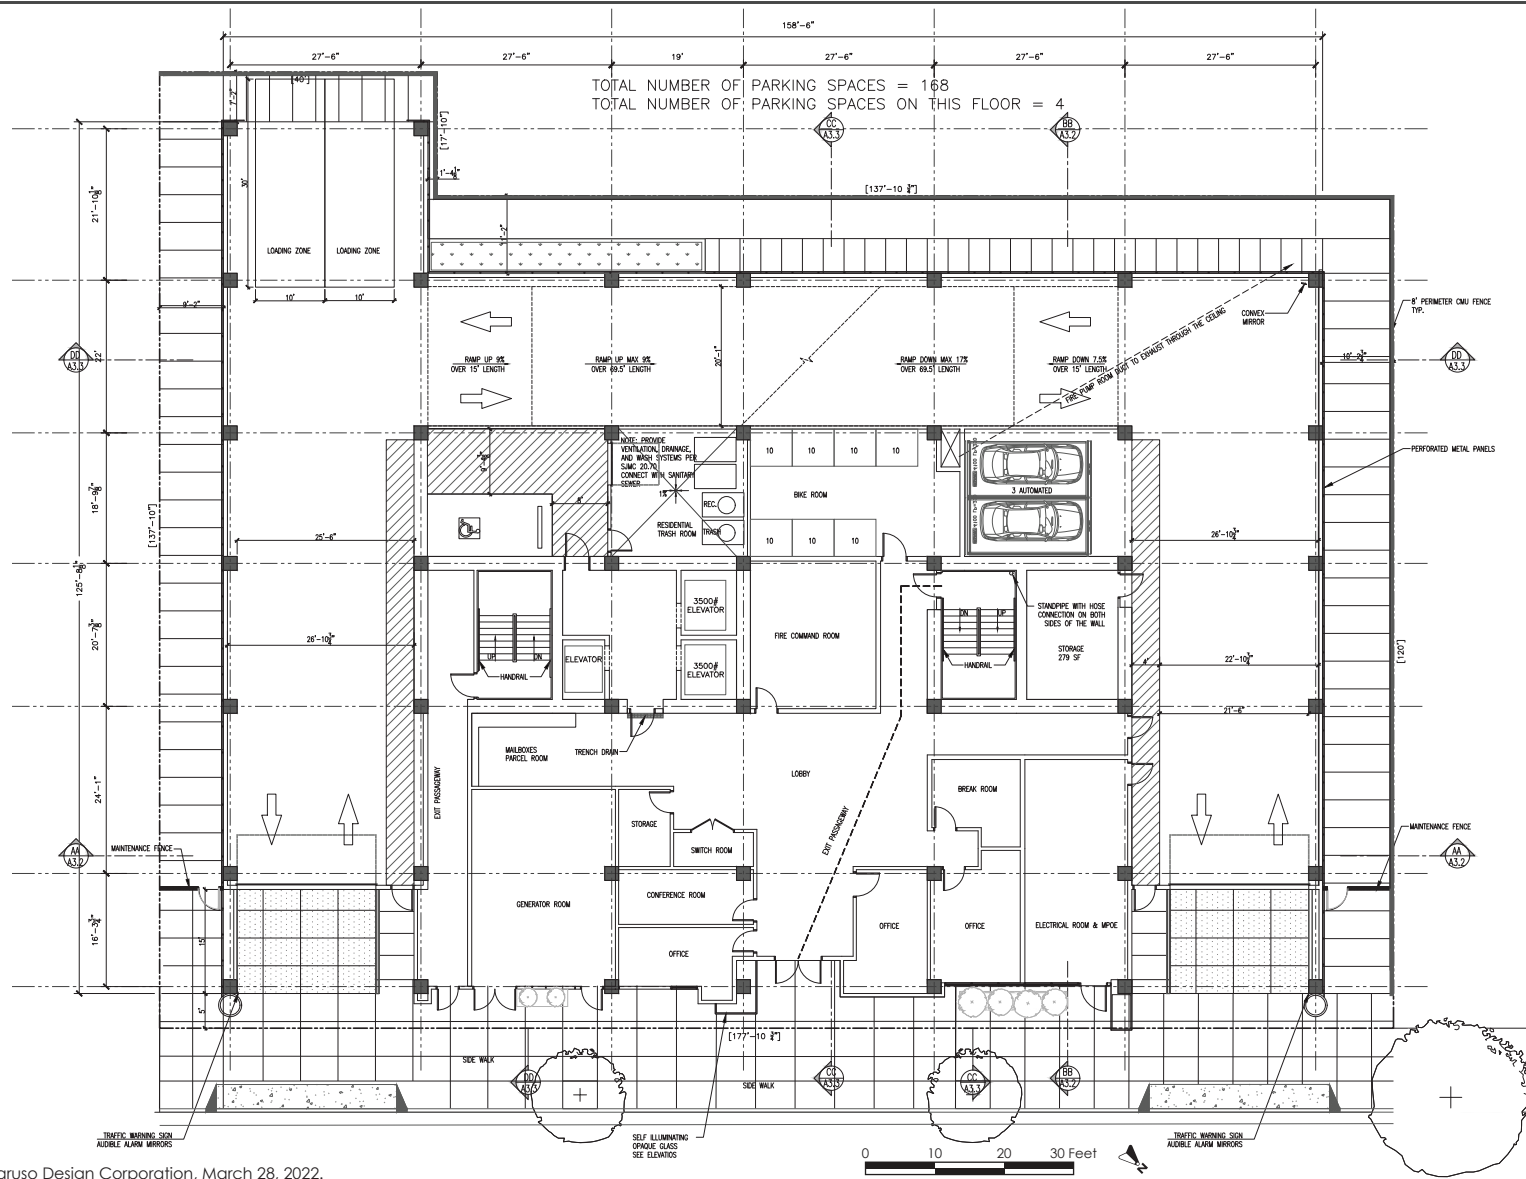 158'-6"
27'-6" 27'-6" 19' 27'-6" 27'-6" 27'-6"
TOTAL NUMBER OF PARKING SPACES = 168
TOTAL NUMBER OF PARKING SPACES ON THIS FLOOR = 4
[40']
7'-2"
[17'-10"]
CC
A3.3
BB
A3.2
1'-4⅛"
[137'-10 ¾"]
30'
LOADING ZONE LOADING ZONE
10' 10'
9'-2"
CONVEX
MIRROR
8' PERIMETER CMU FENCE
TYP.
22'
DD
A3.3
RAMP UP 9%
OVER 15' LENGTH
RAMP UP MAX 9%
OVER 69.5' LENGTH
20'-1"
RAMP DOWN MAX 17%
OVER 69.5' LENGTH
RAMP DOWN 7.5%
OVER 15' LENGTH
FIRE PUMP ROOM DUCT TO EXHAUST THROUGH THE CEILING
DD
A3.3
NOTE: PROVIDE
VENTILATION, DRAINAGE,
AND WASH SYSTEMS PER
SJMC 20.70
CONNECT WITH SANITARY
SEWER
1%
REC.
TRASH
RESIDENTIAL
TRASH ROOM
8'
10 10 10 10
BIKE ROOM
10 10 10
3 AUTOMATED
PERFORATED METAL PANELS
[137'-10"]
25'-6"
26'-10¾"
3500#
ELEVATOR
ELEVATOR
3500#
ELEVATOR
UP DN
HANDRAIL
FIRE COMMAND ROOM
DN UP
HANDRAIL
STANDPIPE WITH HOSE
CONNECTION ON BOTH
SIDES OF THE WALL
STORAGE
279 SF
26'-10¾"
4'
22'-10¾"
[120']
21'-6"
MAILBOXES
PARCEL ROOM
TRENCH DRAIN
LOBBY
24'-1"
EXIT PASSAGEWAY
EXIT PASSAGEWAY
BREAK ROOM
STORAGE
SWITCH ROOM
MAINTENANCE FENCE
AA
A3.2
MAINTENANCE FENCE
AA
A3.2
CONFERENCE ROOM
GENERATOR ROOM
OFFICE
OFFICE
OFFICE
ELECTRICAL ROOM & MPOE
16'-3¾"
15'
5'
[177'-10 ¾"]
SIDE WALK
SIDE WALK
DD
A3.3
CC
A3.3
CC
A3.3
BB
A3.2
TRAFFIC WARNING SIGN
AUDIBLE ALARM MIRRORS
SELF ILLUMINATING
OPAQUE GLASS
SEE ELEVATIOS
TRAFFIC WARNING SIGN
AUDIBLE ALARM MIRRORS
0 10 20 30 Feet
N
aruso Design Corporation, March 28, 2022.